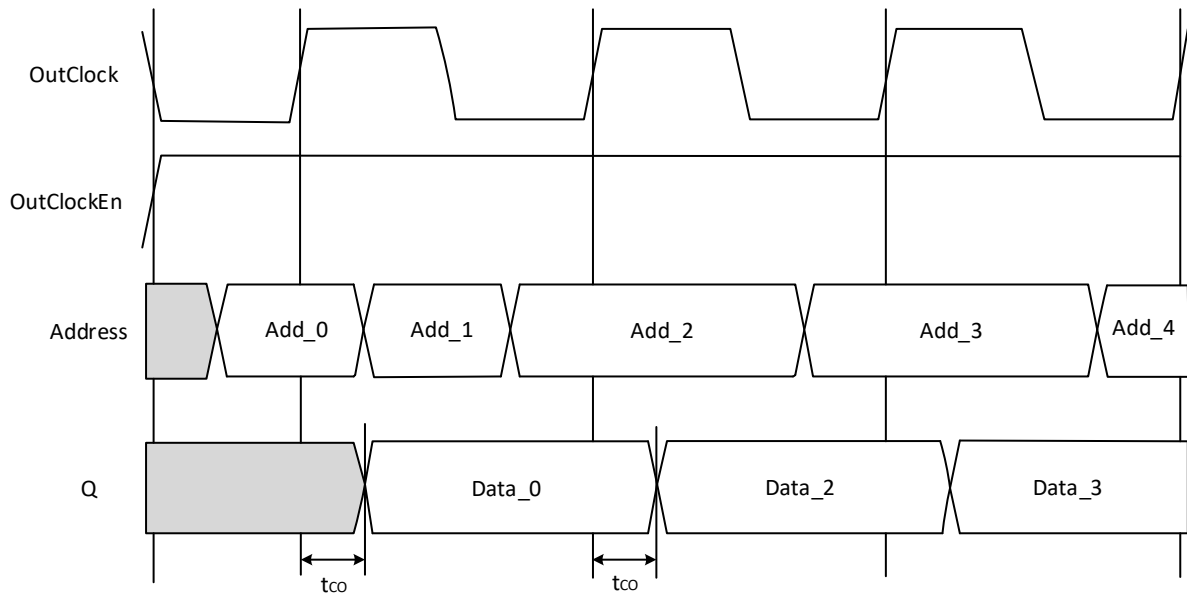 OutClock
OutClockEn
Address
Add_0
Add_1
Add_2
Add_3
Add_4
Q
Data_0
Data_2
Data_3
tco
tco